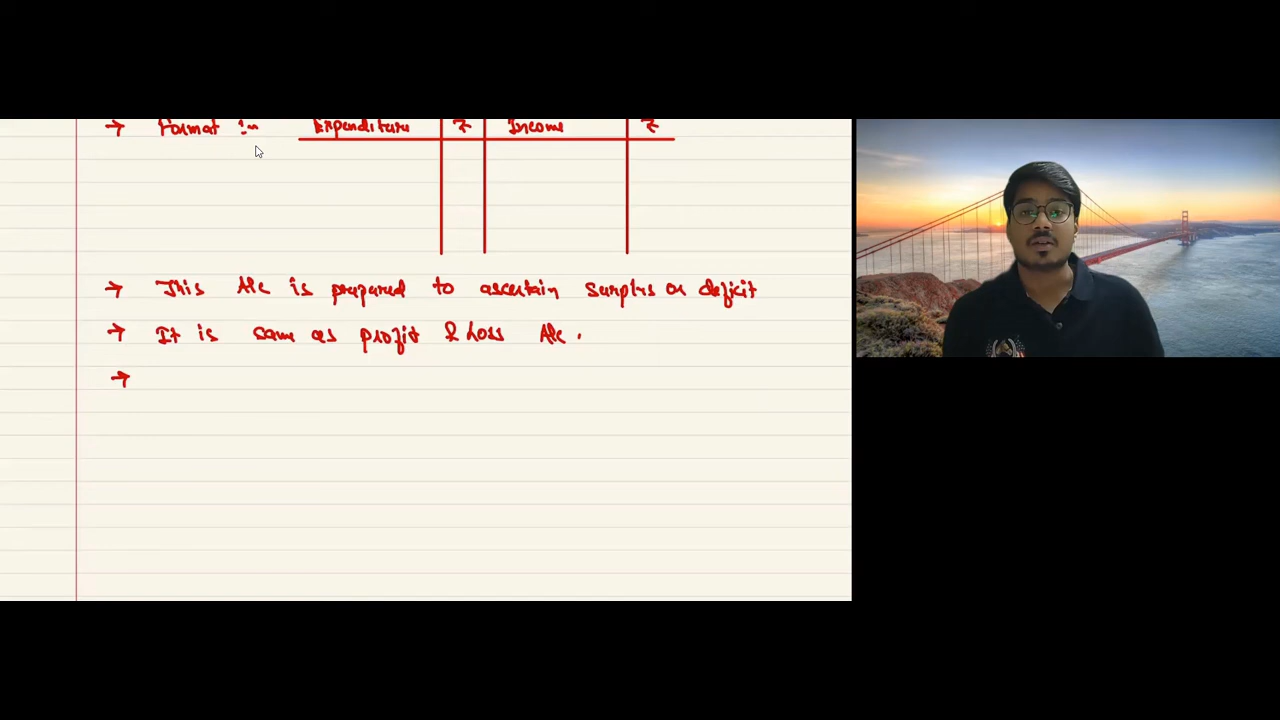 → Format :- Expenditure ₹ Income ₹
→ This A/c is prepared to ascertain surplus or deficit
→ It is same as profit & Loss A/c.
→